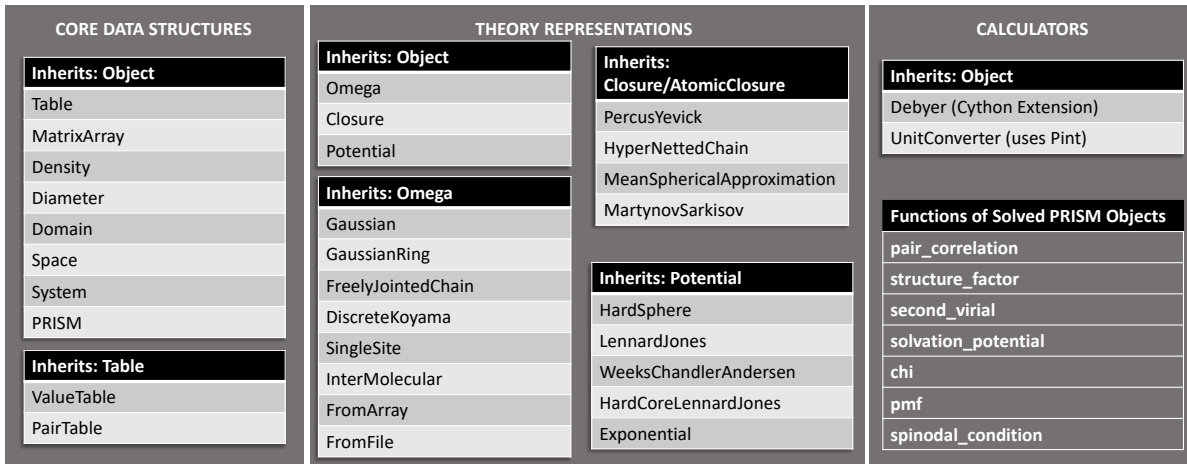 CORE DATA STRUCTURES
Inherits: Object
Table
MatrixArray
Density
Diameter
Domain
Space
System
PRISM
Inherits: Table
ValueTable
PairTable
THEORY REPRESENTATIONS
Inherits: Object
Omega
Closure
Potential
Inherits: Omega
Gaussian
GaussianRing
FreelyJointedChain
DiscreteKoyama
SingleSite
InterMolecular
FromArray
FromFile
Inherits:
Closure/AtomicClosure
PercusYevick
HyperNettedChain
MeanSphericalApproximation
MartynovSarkisov
Inherits: Potential
HardSphere
LennardJones
WeeksChandlerAndersen
HardCoreLennardJones
Exponential
CALCULATORS
Inherits: Object
Debyer (Cython Extension)
UnitConverter (uses Pint)
Functions of Solved PRISM Objects
pair_correlation
structure_factor
second_virial
solvation_potential
chi
pmf
spinodal_condition